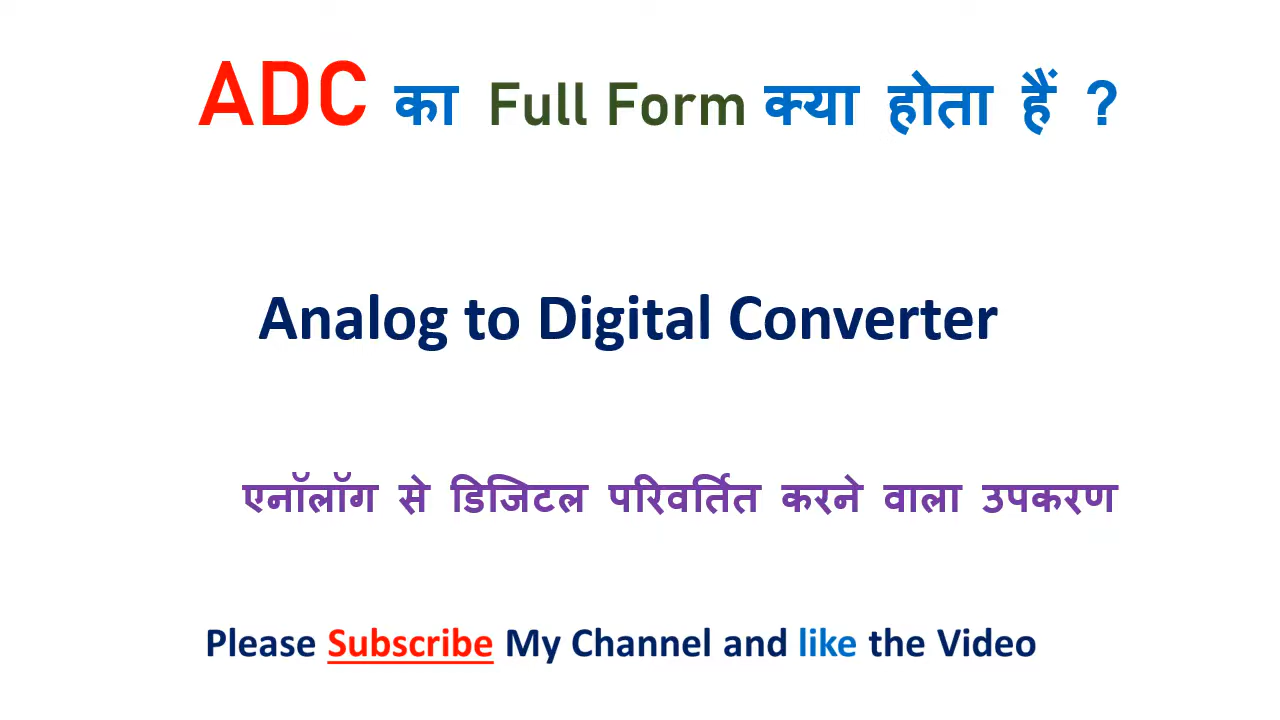 ADC का Full Form क्या होता हैं ?
Analog to Digital Converter
एनॉलॉग से डिजिटल परिवर्तित करने वाला उपकरण
Please Subscribe My Channel and like the Video